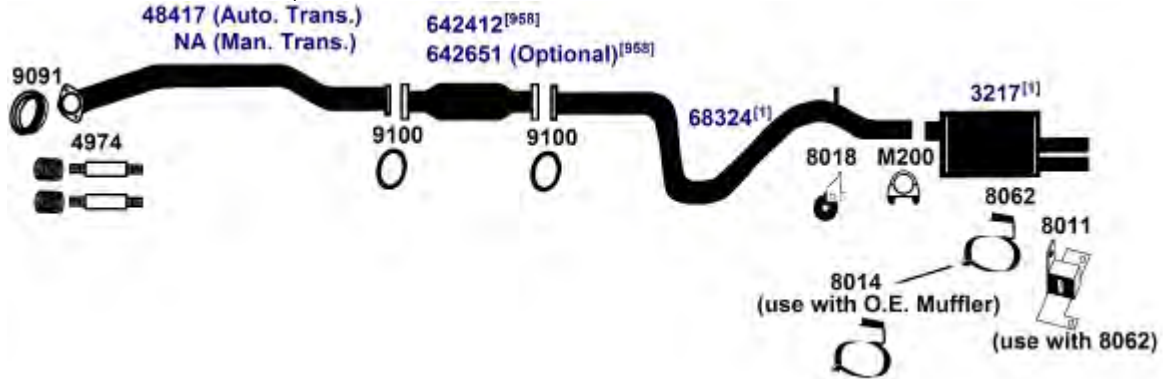 48417 (Auto. Trans.)
NA (Man. Trans.)
642412[958]
642651 (Optional)[958]
9091
4974
9100
9100
68324[1]
3217[1]
8018
M200
8062
8011
8014
(use with O.E. Muffler)
(use with 8062)